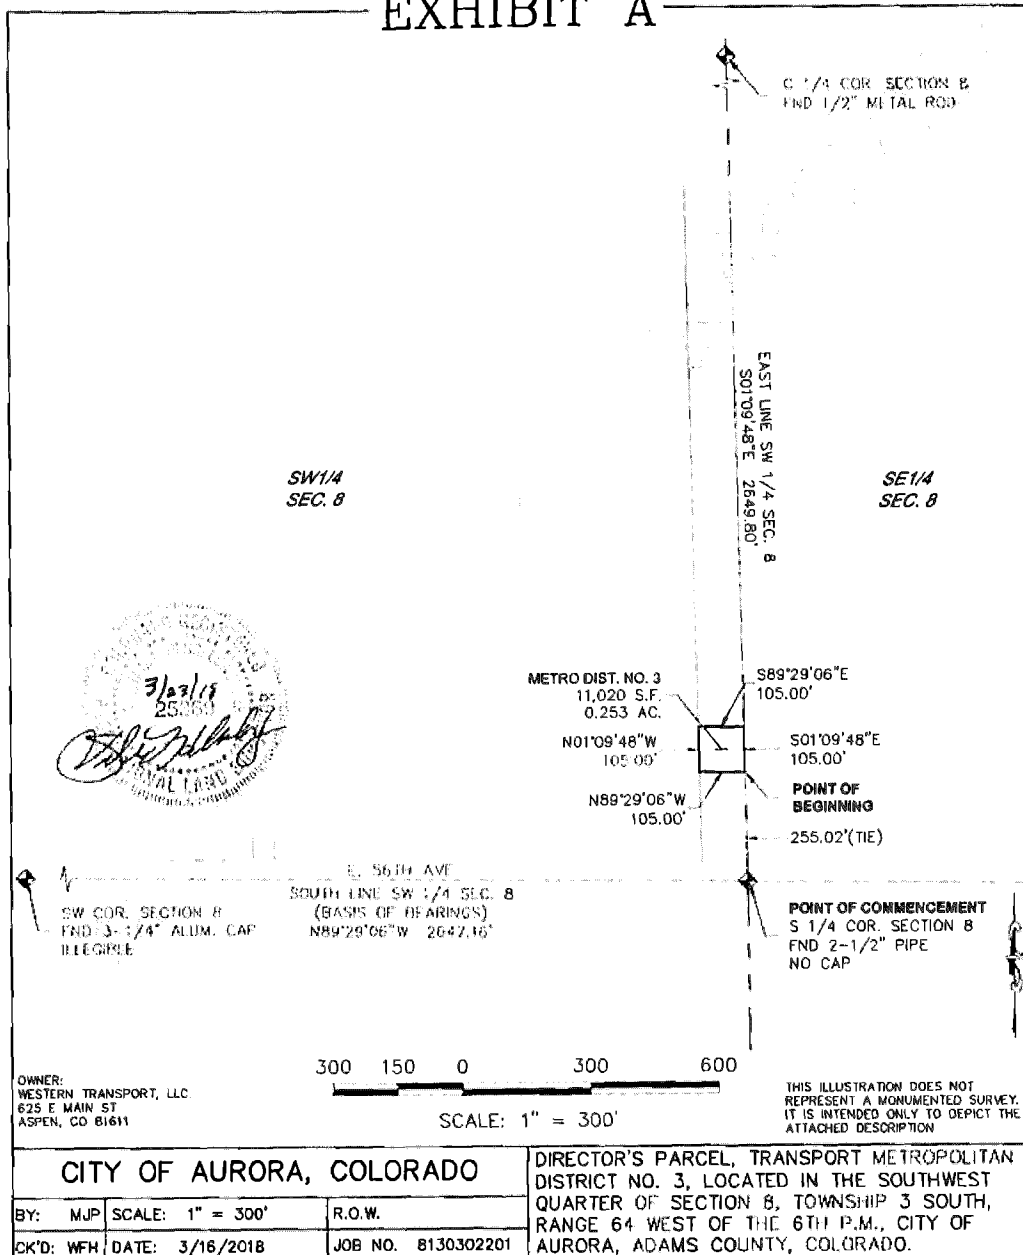 EXHIBIT A
C 1/4 COR SECTION 8
FND 1/2" METAL ROD
EAST LINE SW 1/4 SEC. 8
S01°09'48"E 2649.80'
SW1/4
SEC. 8
SE1/4
SEC. 8
3/23/18
METRO DIST. NO. 3
11,020 S.F.
0.253 AC.
S89°29'06"E
105.00'
N01°09'48"W
105.00'
S01°09'48"E
105.00'
N89°29'06"W
105.00'
POINT OF
BEGINNING
255.02'(TIE)
E. 56TH AVE
SOUTH LINE SW 1/4 SEC. 8
(BASIS OF BEARINGS)
N89°29'06"W 2647.16'
SW COR. SECTION 8
FND 3-1/4" ALUM. CAP
ILLEGIBLE
POINT OF COMMENCEMENT
S 1/4 COR. SECTION 8
FND 2-1/2" PIPE
NO CAP
300 150 0 300 600
SCALE: 1" = 300'
OWNER:
WESTERN TRANSPORT, LLC
625 E MAIN ST
ASPEN, CO 81611
THIS ILLUSTRATION DOES NOT
REPRESENT A MONUMENTED SURVEY.
IT IS INTENDED ONLY TO DEPICT THE
ATTACHED DESCRIPTION
CITY OF AURORA, COLORADO
BY: MJP SCALE: 1" = 300' R.O.W.
CK'D: WFH DATE: 3/16/2018 JOB NO. 8130302201
DIRECTOR'S PARCEL, TRANSPORT METROPOLITAN
DISTRICT NO. 3, LOCATED IN THE SOUTHWEST
QUARTER OF SECTION 8, TOWNSHIP 3 SOUTH,
RANGE 64 WEST OF THE 6TH P.M., CITY OF
AURORA, ADAMS COUNTY, COLORADO.